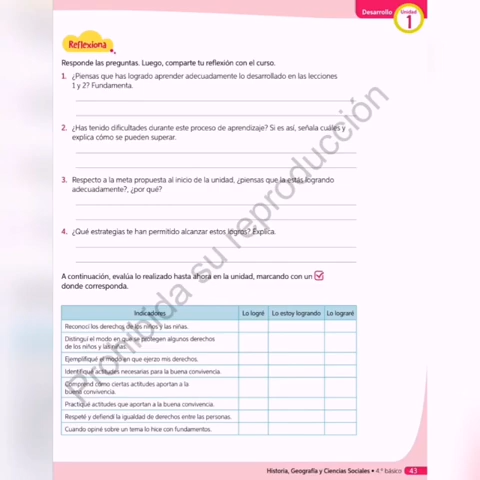 Desarrollo
Unidad
1
Reflexiona
Responde las preguntas. Luego, comparte tu reflexión con el curso.
1. ¿Piensas que has logrado aprender adecuadamente lo desarrollado en las lecciones
1 y 2? Fundamenta.
2. ¿Has tenido dificultades durante este proceso de aprendizaje? Si es así, señala cuáles y
explica cómo se pueden superar.
3. Respecto a la meta propuesta al inicio de la unidad, ¿piensas que la estás logrando
adecuadamente?, ¿por qué?
4. ¿Qué estrategias te han permitido alcanzar estos logros? Explica.
A continuación, evalúa lo realizado hasta ahora en la unidad, marcando con un
donde corresponda.
Indicadores Lo logré Lo estoy logrando Lo lograré
Reconocí los derechos de los niños y las niñas.
Distinguí el modo en que se protegen algunos derechos
de los niños y las niñas.
Ejemplifiqué el modo en que ejerzo mis derechos.
Identifiqué actitudes necesarias para la buena convivencia.
Comprendí cómo ciertas actitudes aportan a la
buena convivencia.
Practiqué actitudes que aportan a la buena convivencia.
Respeté y defendí la igualdad de derechos entre las personas.
Cuando opiné sobre un tema lo hice con fundamentos.
Prohibida su reproducción
Historia, Geografía y Ciencias Sociales • 4.° básico 43